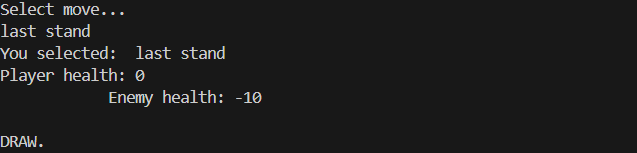 Select move...
last stand
You selected:  last stand
Player health: 0
Enemy health: -10
DRAW.